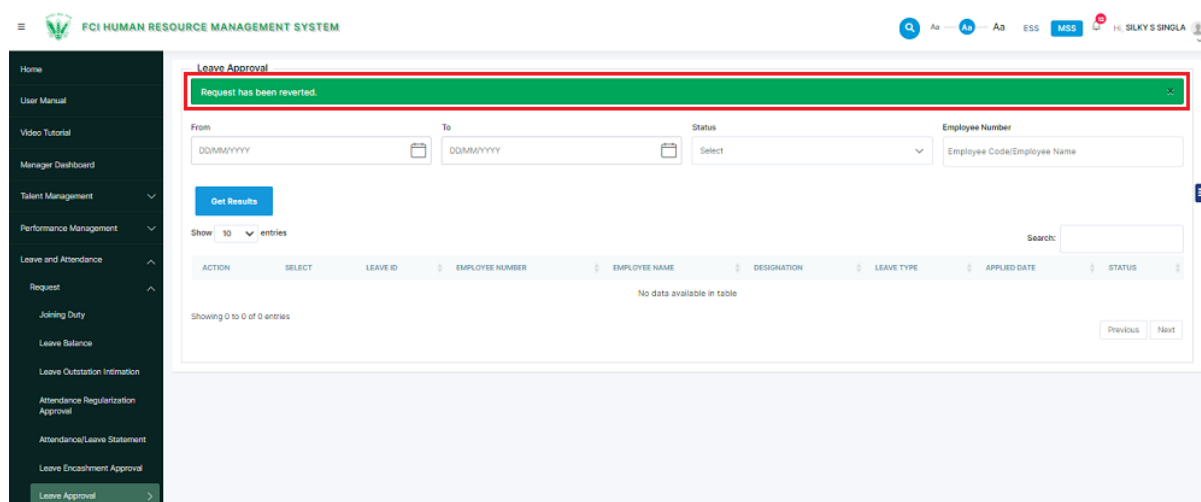 FCI HUMAN RESOURCE MANAGEMENT SYSTEM
Aa Aa Aa ESS MSS 12 Hi, SILKY S SINGLA
Home
User Manual
Video Tutorial
Manager Dashboard
Talent Management
Performance Management
Leave and Attendance
Request
Joining Duty
Leave Balance
Leave Outstation Intimation
Attendance Regularization
Approval
Attendance/Leave Statement
Leave Encashment Approval
Leave Approval
Leave Approval
Request has been reverted.
From To Status Employee Number
DD/MM/YYYY DD/MM/YYYY Select Employee Code/Employee Name
Get Results
Show 10 entries
Search:
ACTION SELECT LEAVE ID EMPLOYEE NUMBER EMPLOYEE NAME DESIGNATION LEAVE TYPE APPLIED DATE STATUS
No data available in table
Showing 0 to 0 of 0 entries
Previous Next